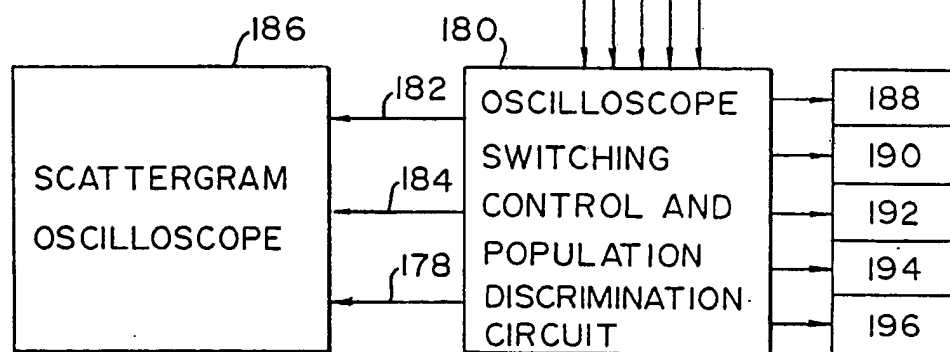 186
180
182
184
178
SCATTERGRAM
OSCILLOSCOPE
OSCILLOSCOPE
SWITCHING
CONTROL AND
POPULATION
DISCRIMINATION
CIRCUIT
188
190
192
194
196